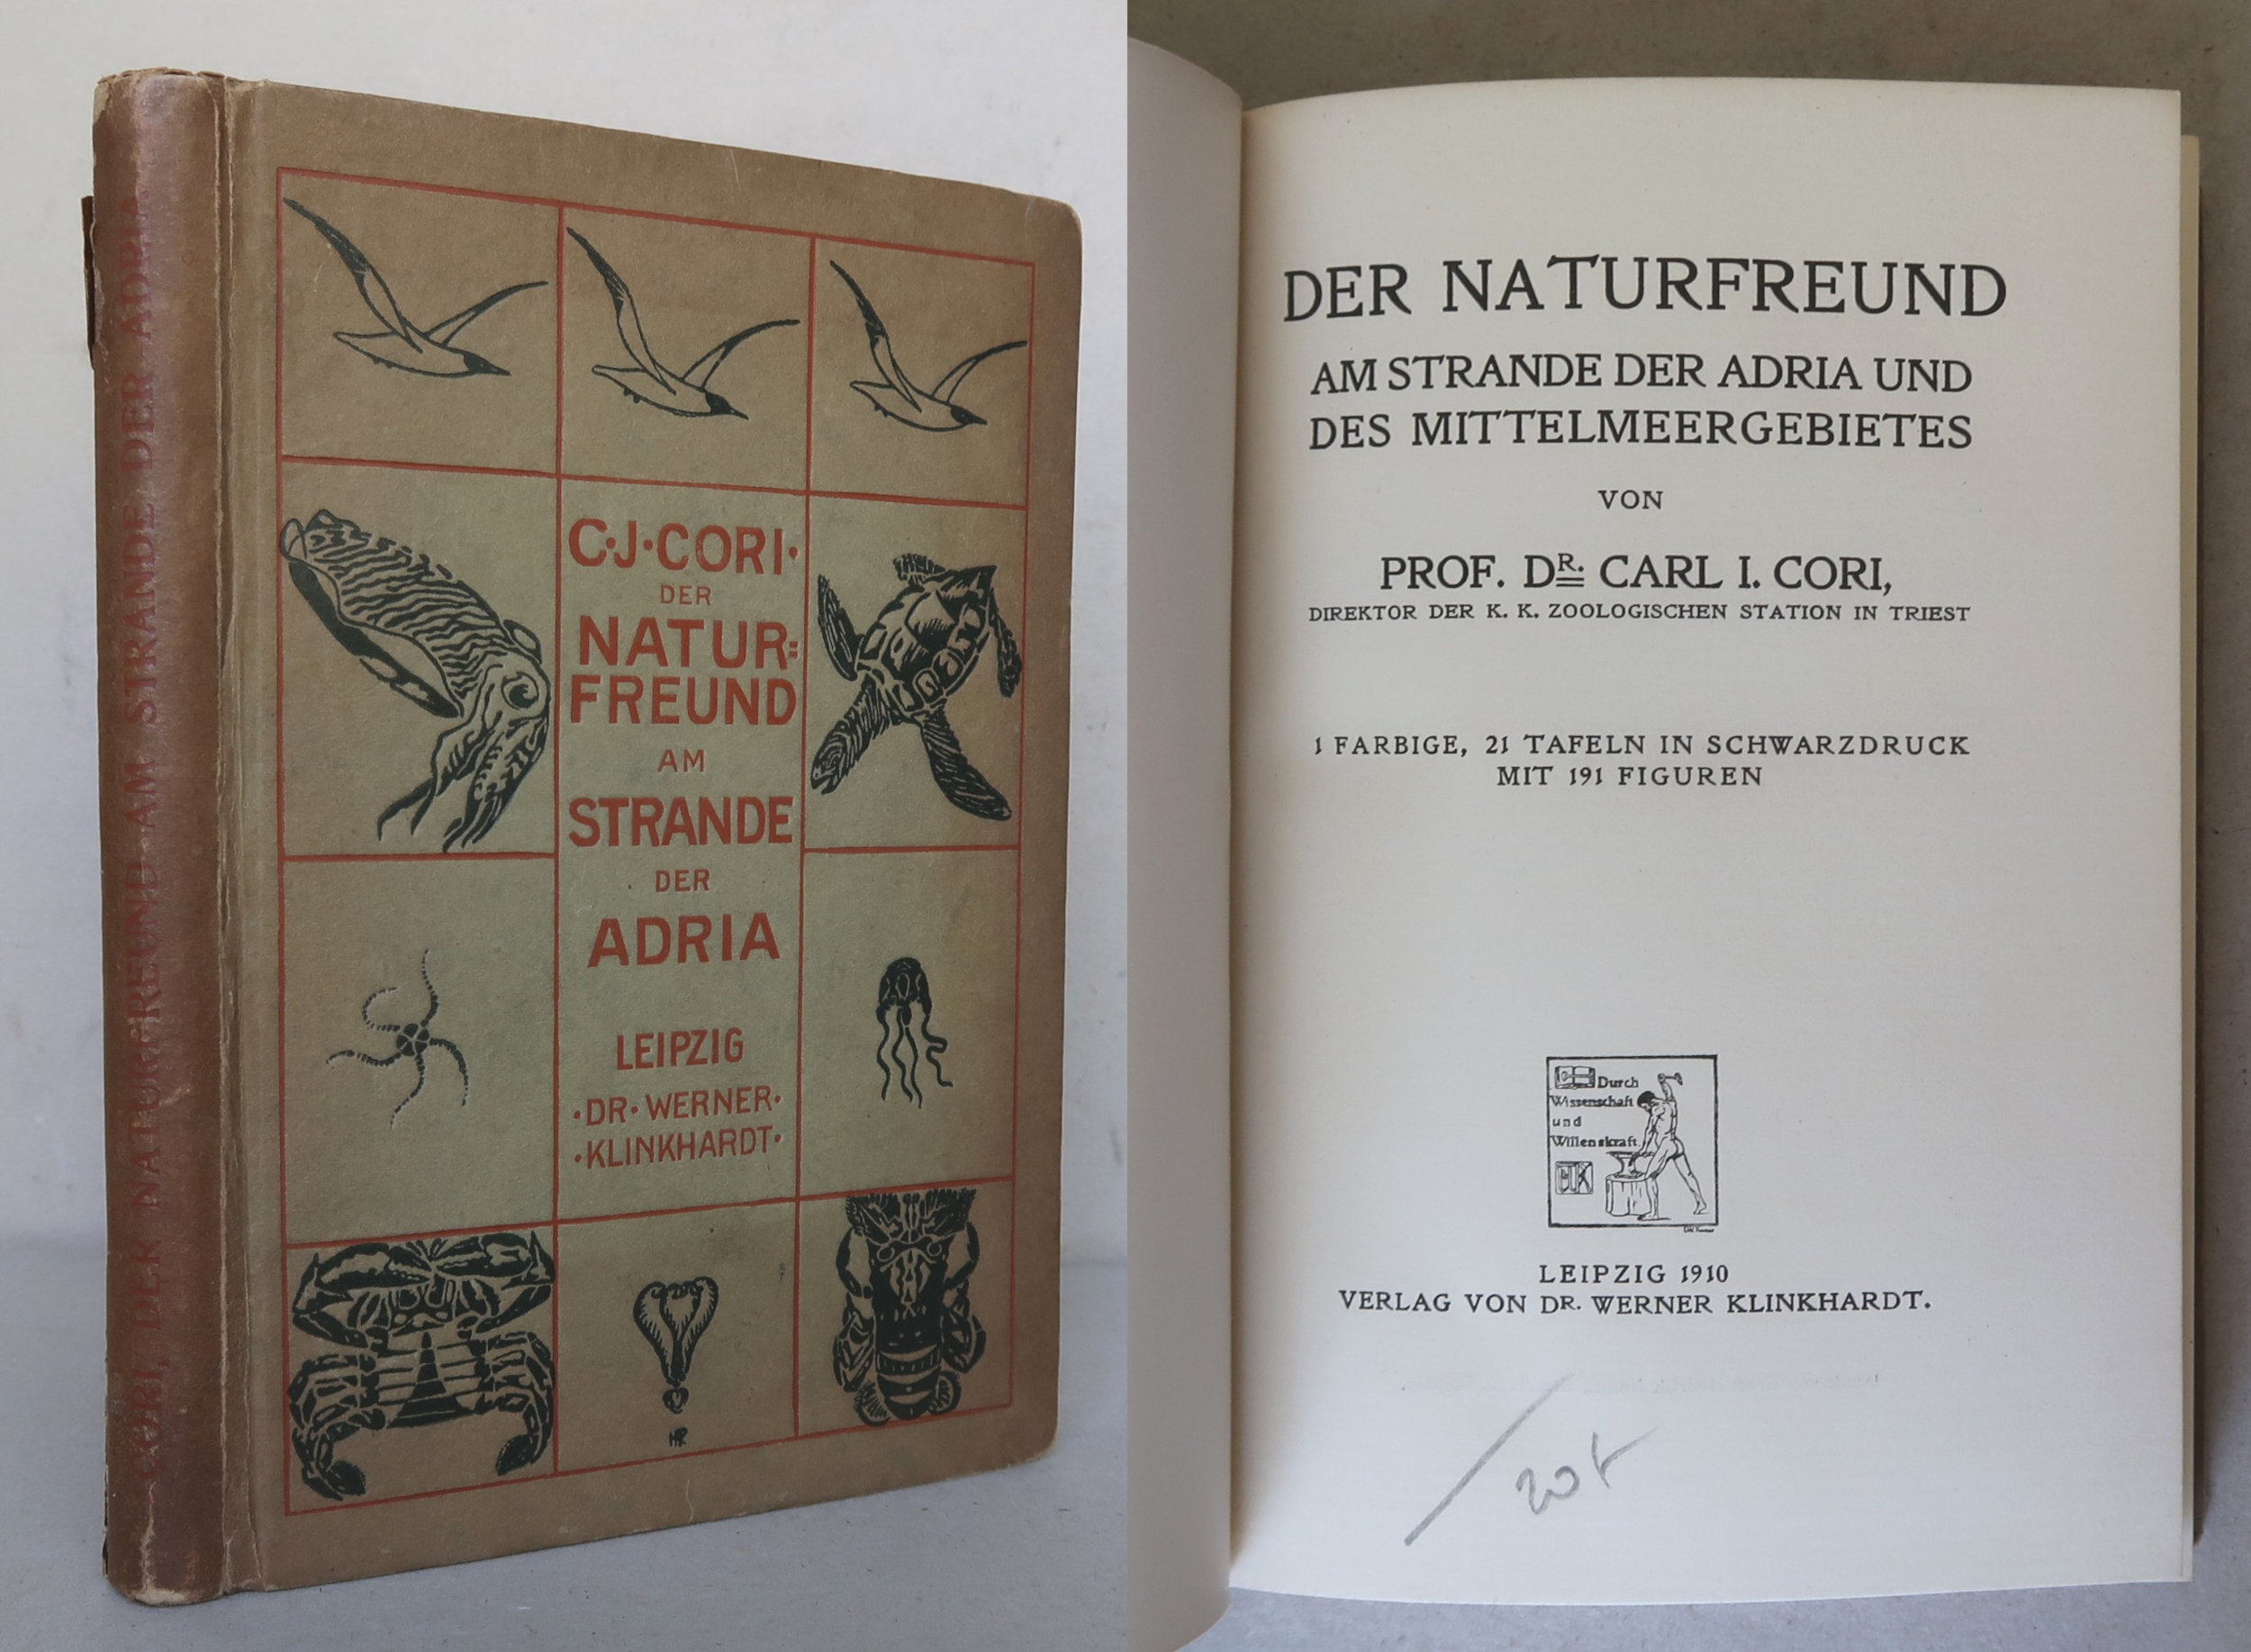 CORI, DER NATURFREUND AM STRANDE DER ADRIA
C·J·CORI·
DER
NATUR=
FREUND
AM
STRANDE
DER
ADRIA
LEIPZIG
·DR·WERNER·
·KLINKHARDT·
HR
DER NATURFREUND
AM STRANDE DER ADRIA UND
DES MITTELMEERGEBIETES
VON
PROF. DR. CARL I. CORI,
DIREKTOR DER K. K. ZOOLOGISCHEN STATION IN TRIEST
1 FARBIGE, 21 TAFELN IN SCHWARZDRUCK
MIT 191 FIGUREN
Durch
Wissenschaft
und
Willenskraft
LEIPZIG 1910
VERLAG VON DR. WERNER KLINKHARDT.